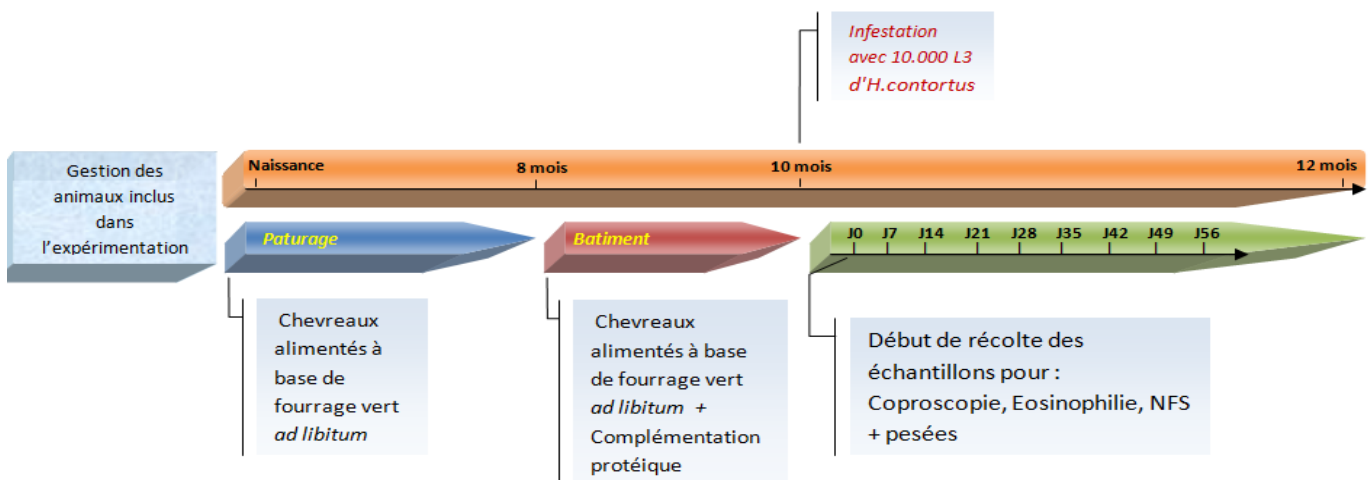 Infestation
avec 10.000 L3
d'H.contortus
Gestion des
animaux inclus
dans
l'expérimentation
Naissance
8 mois
10 mois
12 mois
Paturage
Batiment
J0 J7 J14 J21 J28 J35 J42 J49 J56
Chevreaux
alimentés à
base de
fourrage vert
ad libitum
Chevreaux
alimentés à base
de fourrage vert
ad libitum +
Complémentation
protéique
Début de récolte des
échantillons pour :
Coproscopie, Eosinophilie, NFS
+ pesées